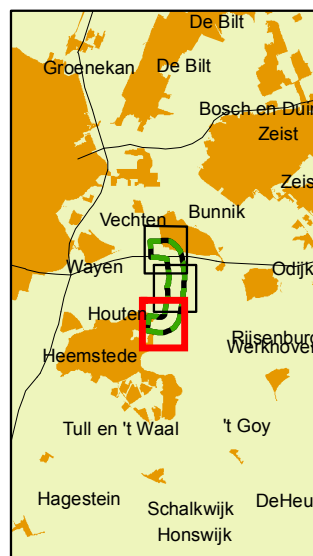 De Bilt
Groenekan
De Bilt
Bosch en Duin
Zeist
Zeis
Vechten
Bunnik
Wayen
Odijk
Houten
Rijsenburg
Werkhoven
Heemstede
Tull en 't Waal
't Goy
Hagestein
Schalkwijk
DeHeu
Honswijk